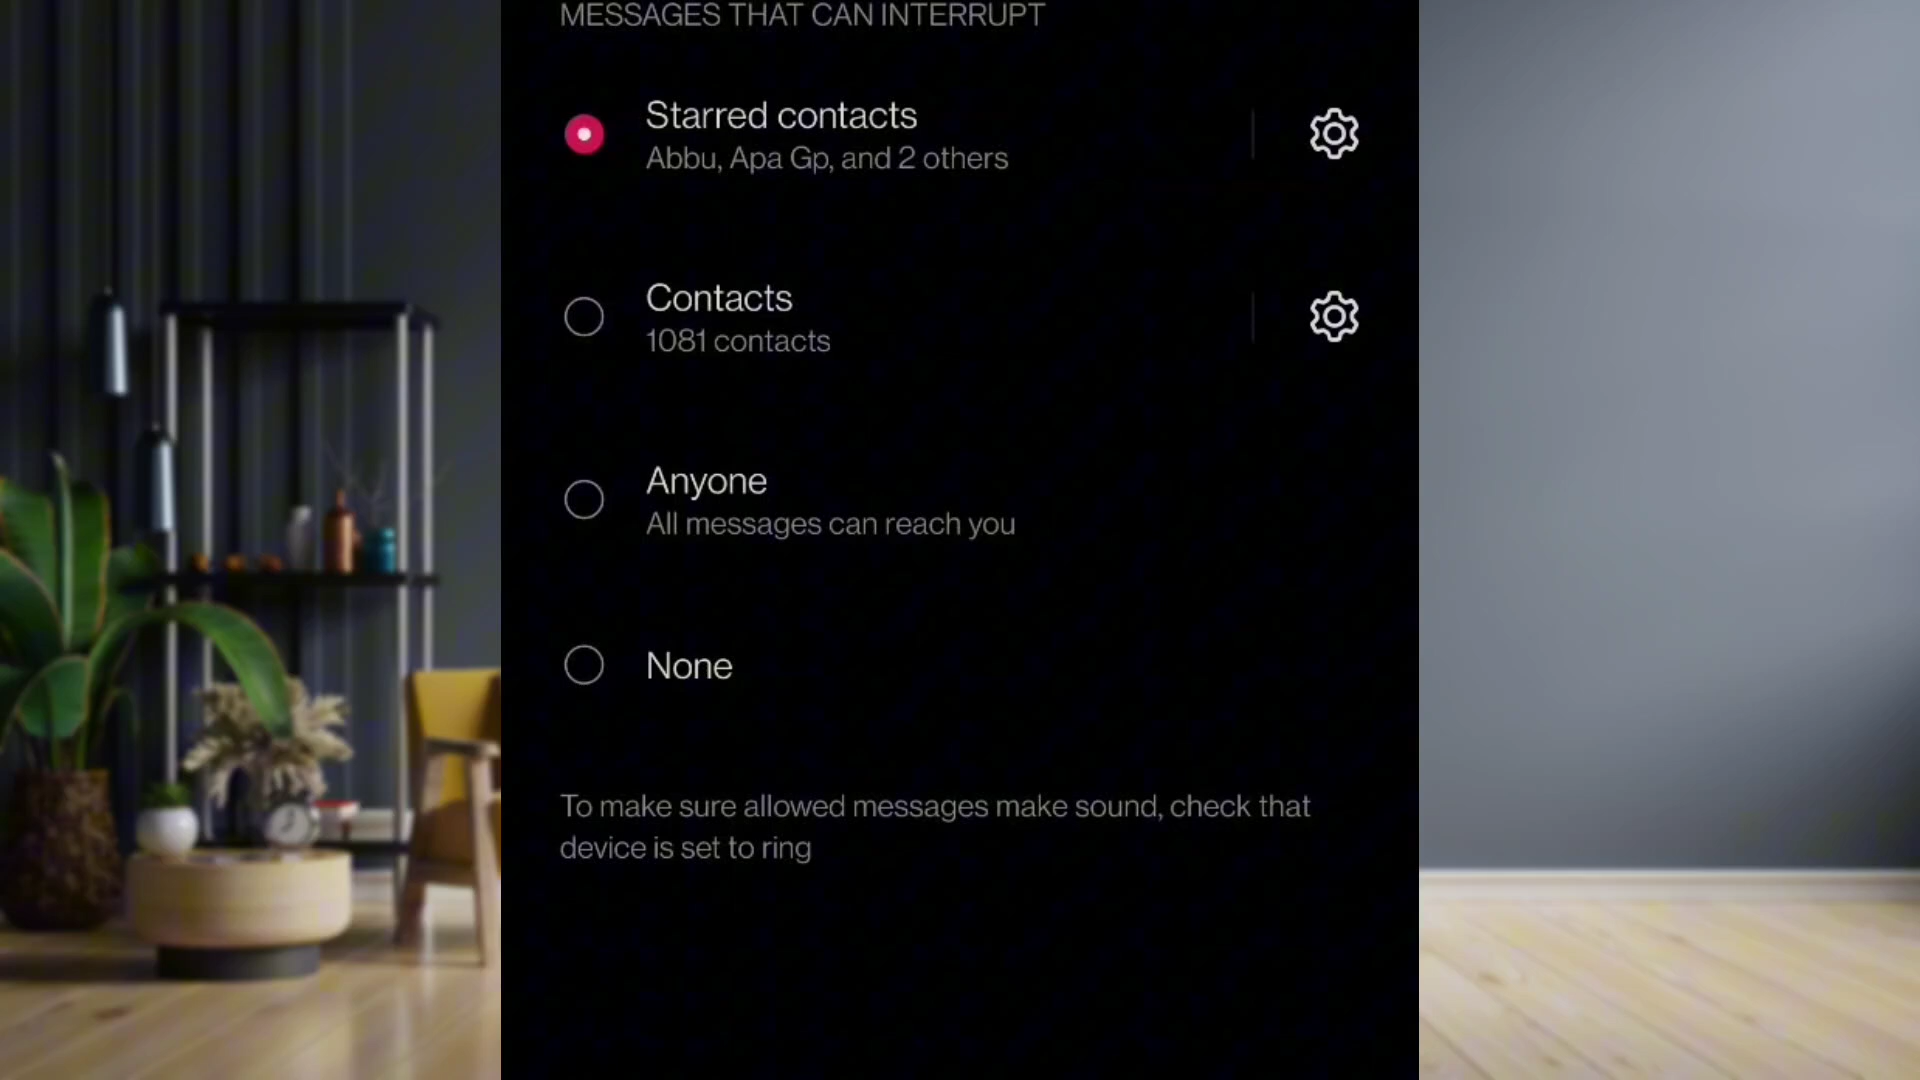 MESSAGES THAT CAN INTERRUPT
Starred contacts
Abbu, Apa Gp, and 2 others
Contacts
1081 contacts
Anyone
All messages can reach you
None
To make sure allowed messages make sound, check that
device is set to ring